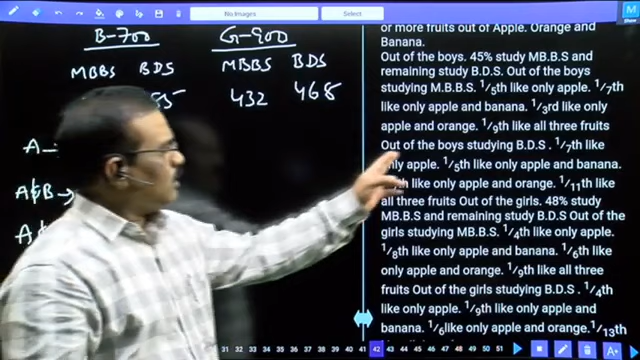 No Images
Select
B-700
G-900
MBBS BDS
MBBS BDS
432 468
A
A&B →
or more fruits out of Apple. Orange and
Banana.
Out of the boys. 45% study MB.B.S and
remaining study B.D.S. Out of the boys
studying M.B.B.S. 1/5th like only apple. 1/7th
like only apple and banana. 1/3rd like only
apple and orange. 1/9th like all three fruits
Out of the boys studying B.D.S . 1/7th like
only apple. 1/5th like only apple and banana.
like only apple and orange. 1/11th like
all three fruits Out of the girls. 48% study
MB.B.S and remaining study B.D.S Out of the
girls studying MB.B.S. 1/4th like only apple.
1/8th like only apple and banana. 1/6th like
only apple and orange. 1/9th like all three
fruits Out of the girls studying B.D.S . 1/4th
like only apple. 1/9th like only apple and
banana. 1/6like only apple and orange.1/13th
31 32 33 34 35 36 37 38 39 40 41 42 43 44 45 46 47 48 49 50 51